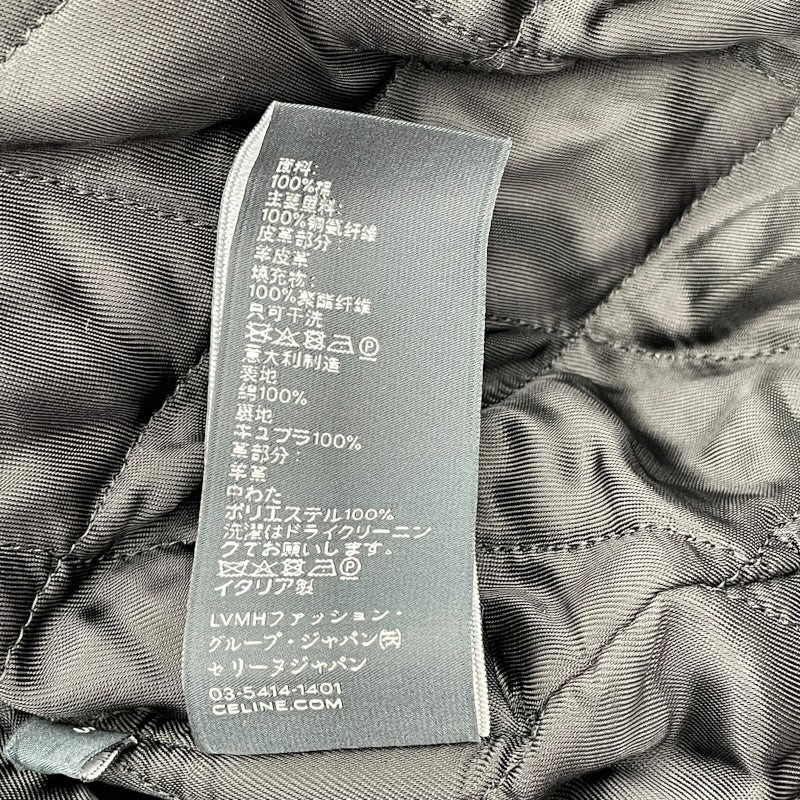 面料:
100%棉
主要里料:
100%铜氨纤维
皮革部分:
羊皮革
填充物:
100%聚酯纤维
只可干洗
P
意大利制造
表地
綿100%
裏地
キュプラ100%
革部分:
羊革
中わた
ポリエステル100%
洗濯はドライクリーニン
グでお願いします。
P
イタリア製
LVMHファッション・
グループ・ジャパン㈱
セリーヌジャパン
03-5414-1401
CELINE.COM
S